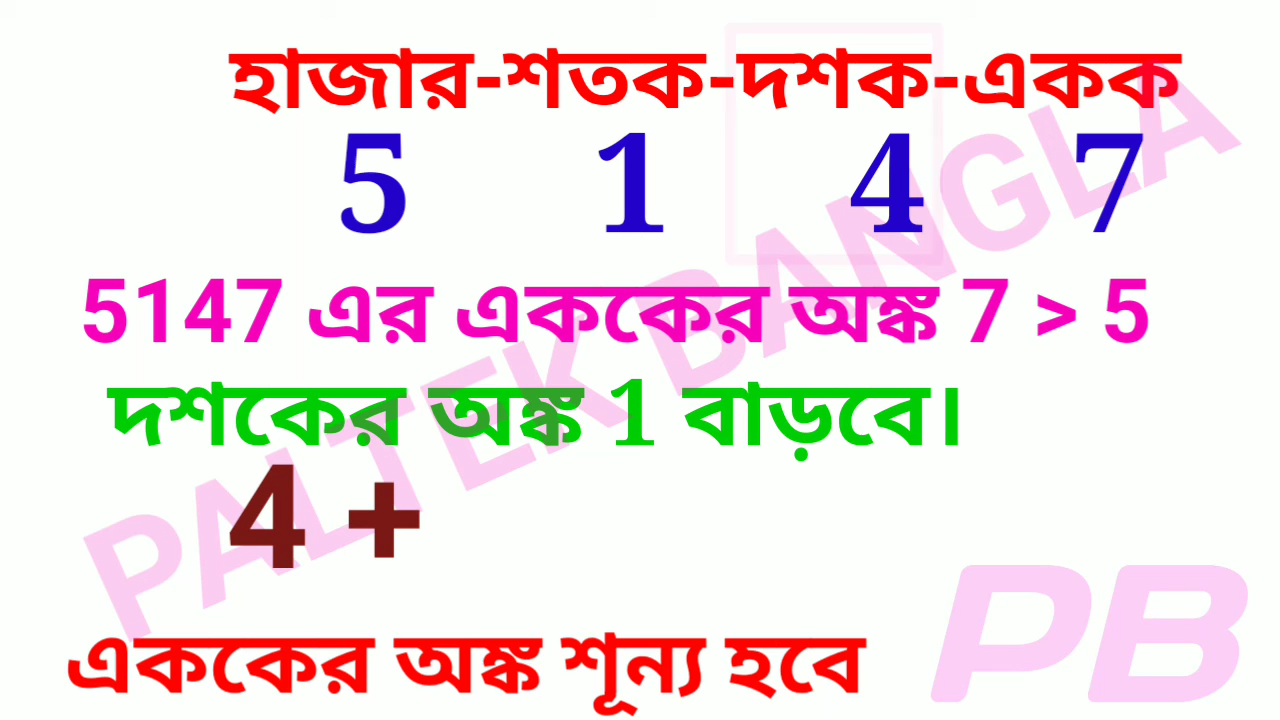 হাজার-শতক-দশক-একক
5 1 4 7
5147 এর এককের অঙ্ক 7 > 5
দশকের অঙ্ক 1 বাড়বে।
4 +
এককের অঙ্ক শূন্য হবে
PALTEK BANGLA
PB